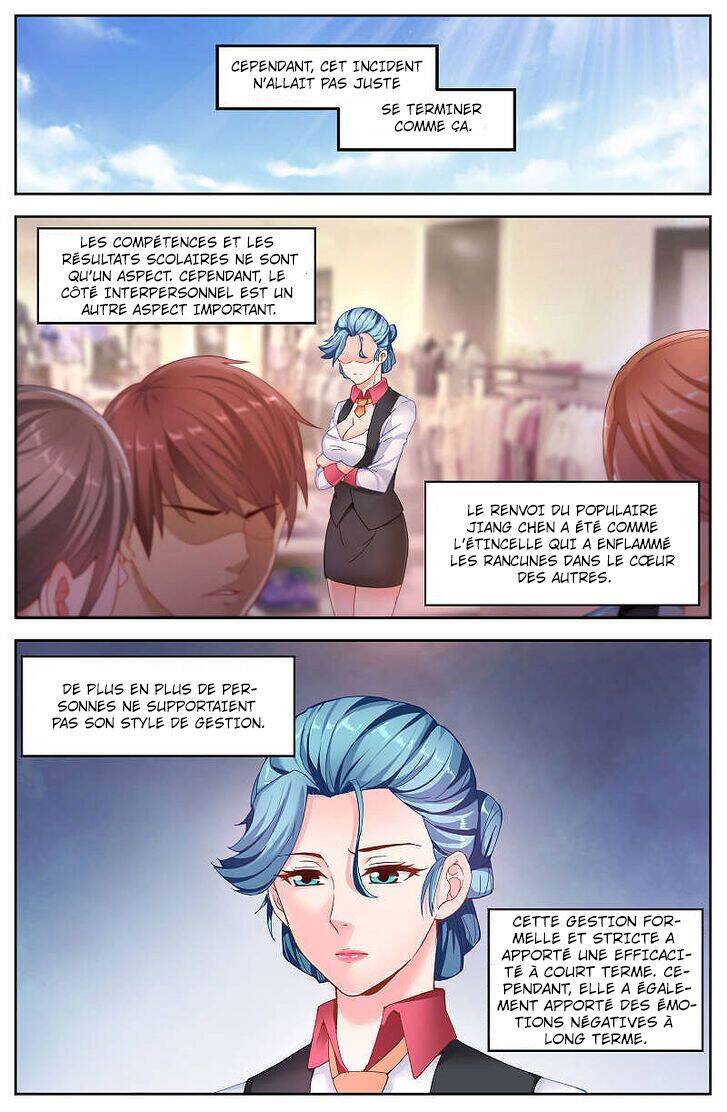 CEPENDANT, CET INCIDENT
N'ALLAIT PAS JUSTE
SE TERMINER
COMME ÇA.
LES COMPÉTENCES ET LES
RÉSULTATS SCOLAIRES NE SONT
QU'UN ASPECT. CEPENDANT, LE
CÔTÉ INTERPERSONNEL EST UN
AUTRE ASPECT IMPORTANT.
LE RENVOI DU POPULAIRE
JIANG CHEN A ÉTÉ COMME
L'ÉTINCELLE QUI A ENFLAMMÉ
LES RANCUNES DANS LE CŒUR
DES AUTRES.
DE PLUS EN PLUS DE PER-
SONNES NE SUPPORTAIENT
PAS SON STYLE DE GESTION.
CETTE GESTION FOR-
MELLE ET STRICTE A
APPORTÉ UNE EFFICACI-
TÉ À COURT TERME. CE-
PENDANT, ELLE A ÉGALE-
MENT APPORTÉ DES ÉMO-
TIONS NÉGATIVES À
LONG TERME.